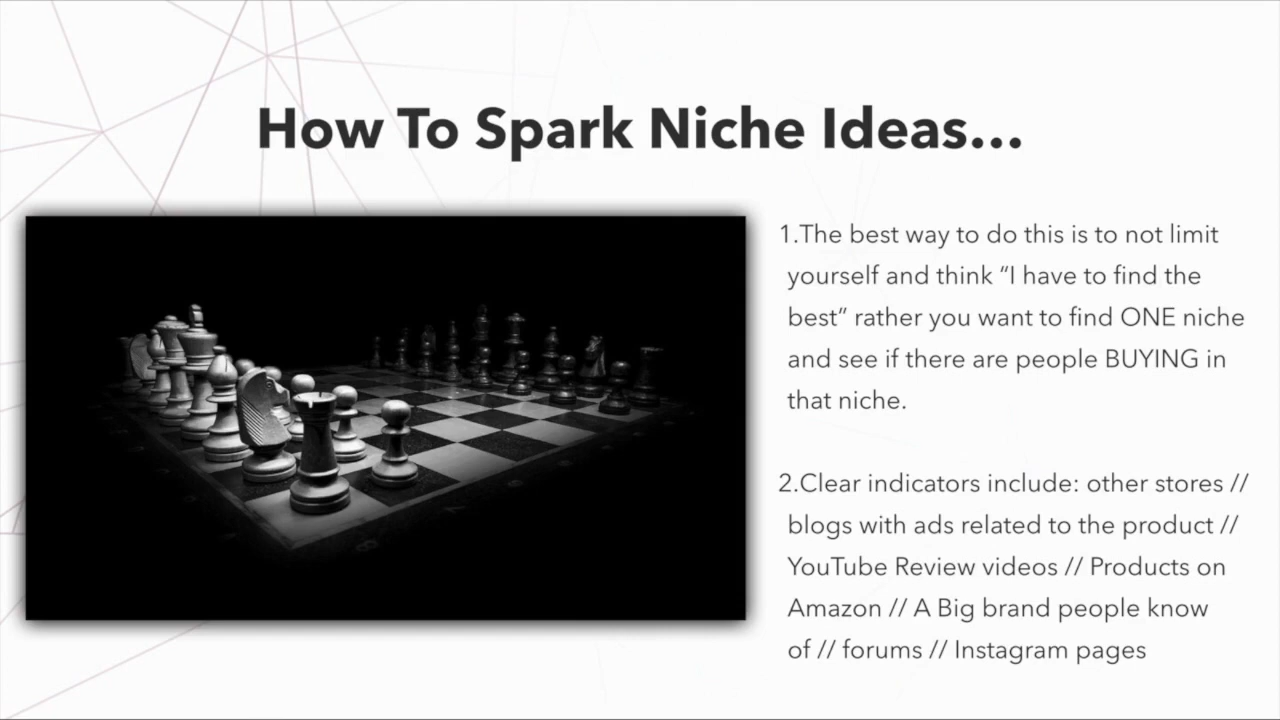 How To Spark Niche Ideas...
1.The best way to do this is to not limit
yourself and think “I have to find the
best” rather you want to find ONE niche
and see if there are people BUYING in
that niche.
2.Clear indicators include: other stores //
blogs with ads related to the product //
YouTube Review videos // Products on
Amazon // A Big brand people know
of // forums // Instagram pages